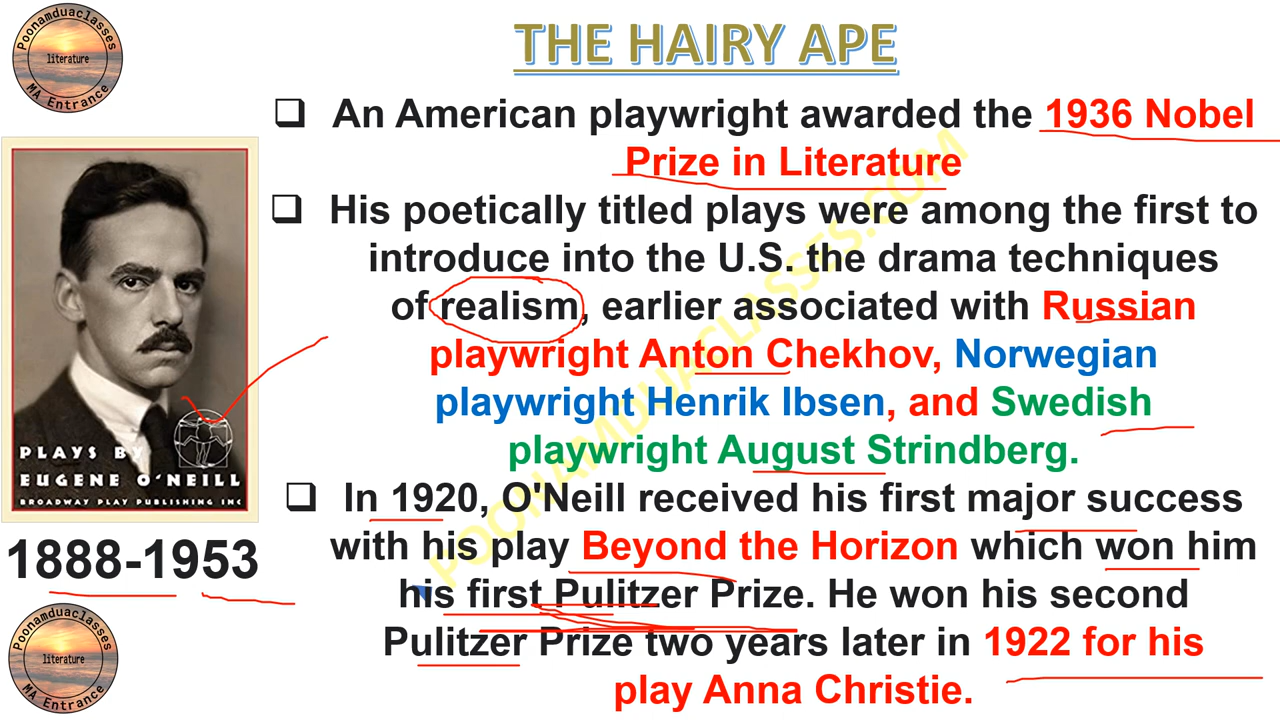 Poonamduaclasses
literature
MA Entrance
THE HAIRY APE
❑ An American playwright awarded the 1936 Nobel
Prize in Literature
❑ His poetically titled plays were among the first to
introduce into the U.S. the drama techniques
of realism, earlier associated with Russian
playwright Anton Chekhov, Norwegian
playwright Henrik Ibsen, and Swedish
playwright August Strindberg.
❑ In 1920, O'Neill received his first major success
with his play Beyond the Horizon which won him
his first Pulitzer Prize. He won his second
Pulitzer Prize two years later in 1922 for his
play Anna Christie.
POONAMDUACLASSES.COM
PLAYS BY
EUGENE O'NEILL
BROADWAY PLAY PUBLISHING INC
1888-1953
Poonamduaclasses
literature
MA Entrance